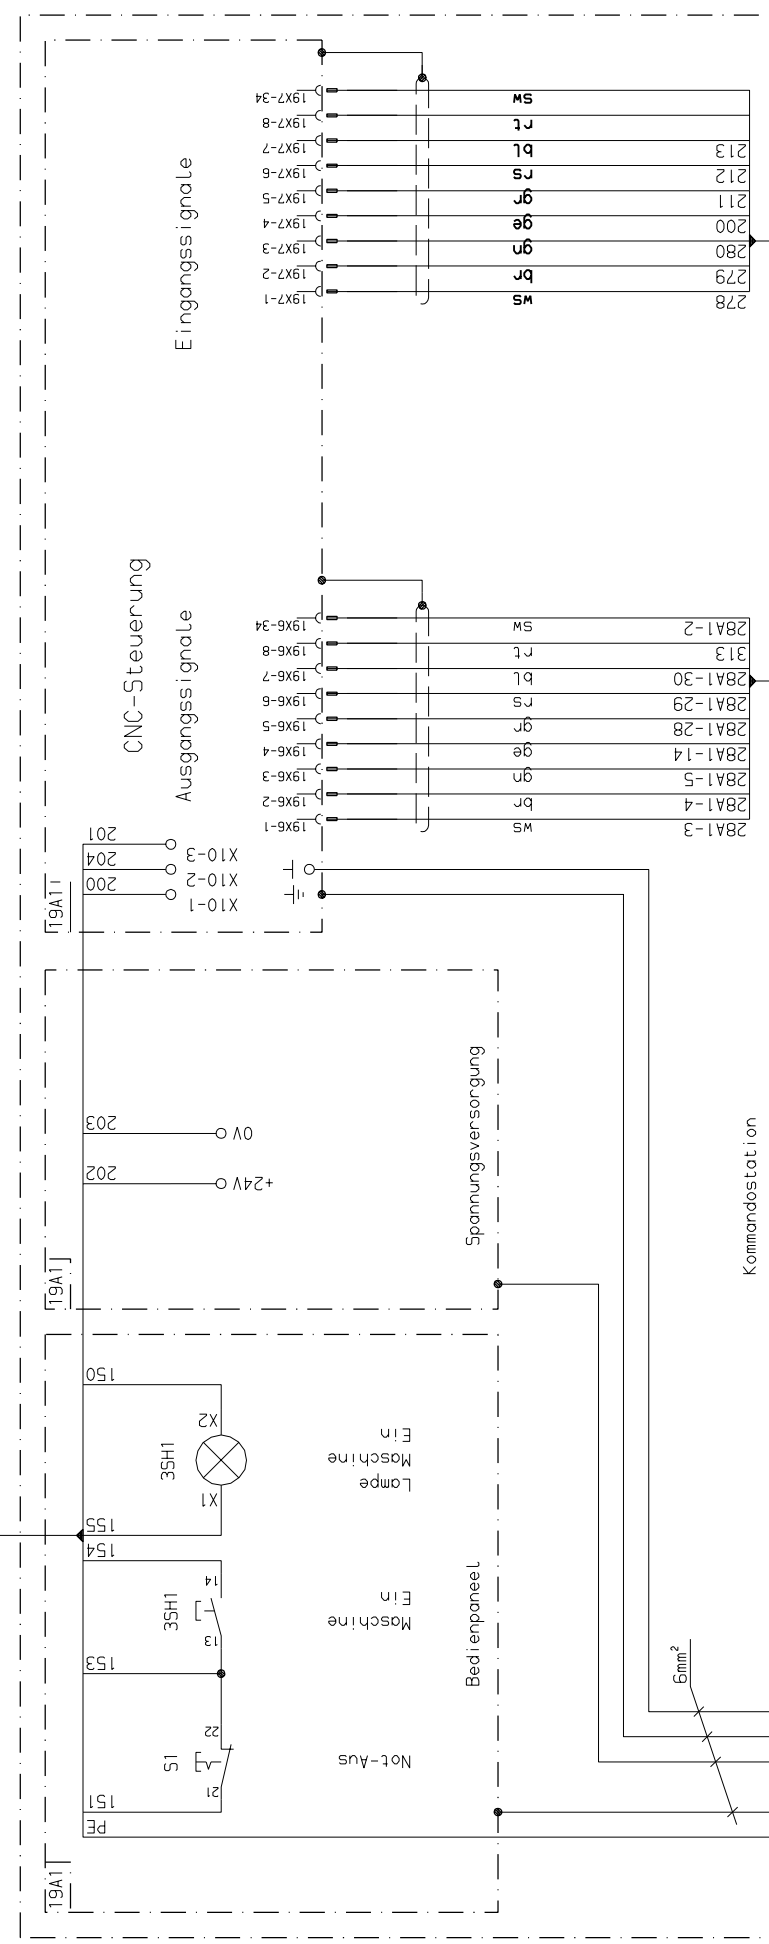 19X7-34
sw
19X7-8
rt
19X7-7
bl
213
19X7-6
rs
212
19X7-5
gr
211
19X7-4
ge
200
19X7-3
gn
280
19X7-2
br
279
19X7-1
ws
278
Eingangssignale
CNC-Steuerung
Ausgangssignale
19X6-34
sw
28A1-2
19X6-8
rt
313
19X6-7
bl
28A1-30
19X6-6
rs
28A1-29
19X6-5
gr
28A1-28
19X6-4
ge
28A1-14
19X6-3
gn
28A1-5
19X6-2
br
28A1-4
19X6-1
ws
28A1-3
201
X10-3
204
X10-2
200
X10-1
19A1
203
0V
202
+24V
Spannungsversorgung
19A1
Kommandostation
150
X2
3SH1
X1
155
Lampe
Maschine
Ein
154
14
3SH1
13
Maschine
Ein
153
Bedienpaneel
22
S1
21
Not-Aus
151
PE
19A1
6mm²